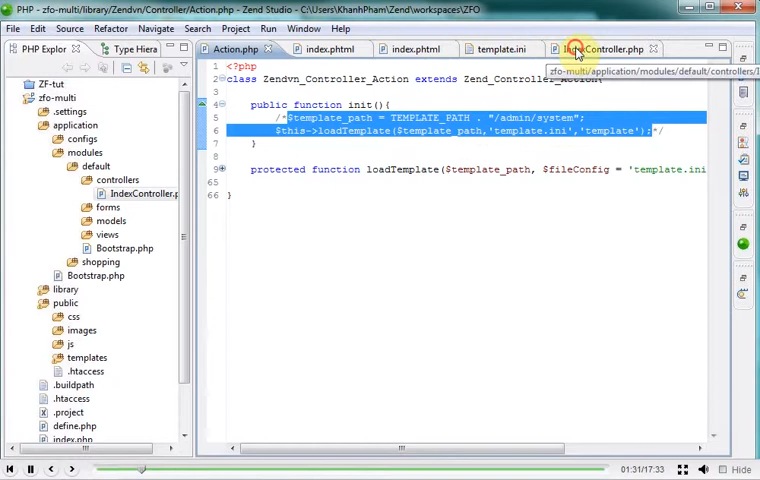 PHP - zfo-multi/library/Zendvn/Controller/Action.php - Zend Studio - C:\Users\KhanhPham\Zend\workspaces\ZFO
File Edit Source Refactor Navigate Search Project Run Window Help
PHP Explor
Type Hiera
Action.php
index.phtml
index.phtml
template.ini
IndexController.php
zfo-multi/application/modules/default/controllers/I
ZF-tut
zfo-multi
.settings
application
configs
modules
default
controllers
IndexController.p
forms
models
views
Bootstrap.php
shopping
Bootstrap.php
library
public
css
images
js
templates
.htaccess
.buildpath
.htaccess
.project
define.php
index.php
1 <?php
2 class Zendvn_Controller_Action extends Zend_Controller_Action{
3
4 public function init(){
5 /*$template_path = TEMPLATE_PATH . "/admin/system";
6 $this->loadTemplate($template_path,'template.ini','template');*/
7 }
8
9 protected function loadTemplate($template_path, $fileConfig = 'template.ini
65
66 }
01:31/17:33
Hide